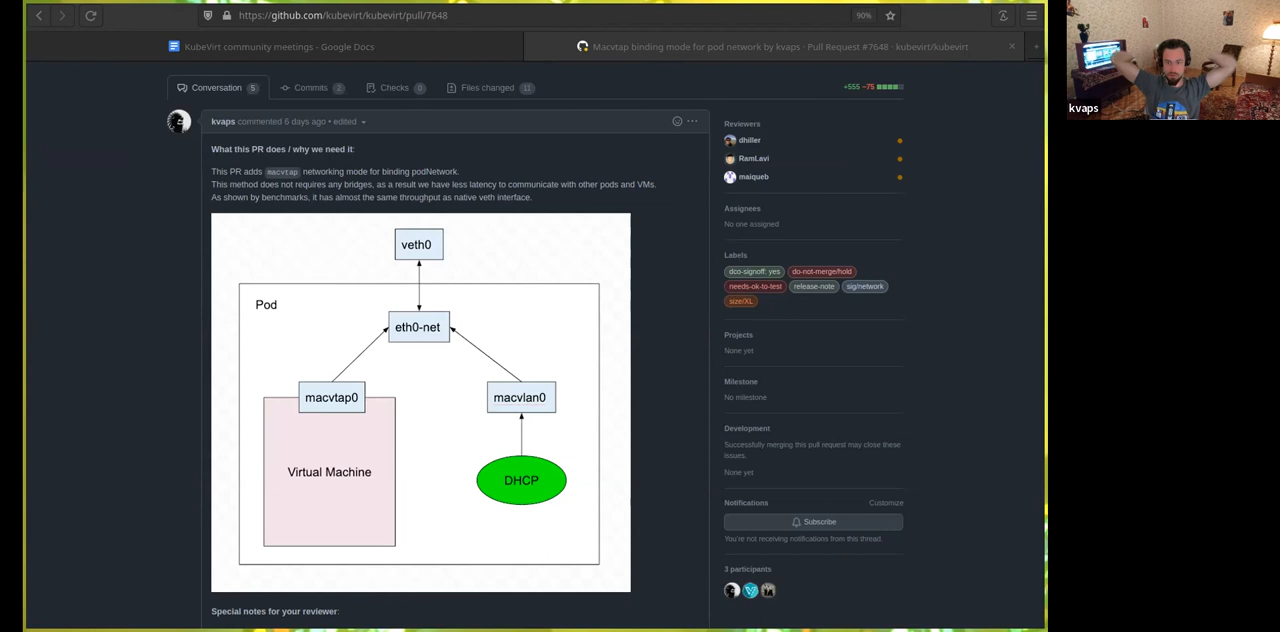 https://github.com/kubevirt/kubevirt/pull/7648
90%
KubeVirt community meetings - Google Docs
Macvtap binding mode for pod network by kvaps · Pull Request #7648 · kubevirt/kubevirt
Conversation 5
Commits 2
Checks 0
Files changed 11
+555 −75
kvaps commented 6 days ago • edited
What this PR does / why we need it:
This PR adds macvtap networking mode for binding podNetwork.
This method does not requires any bridges, as a result we have less latency to communicate with other pods and VMs.
As shown by benchmarks, it has almost the same throughput as native veth interface.
veth0
Pod
eth0-net
macvtap0
macvlan0
Virtual Machine
DHCP
Special notes for your reviewer:
Reviewers
dhiller
RamLavi
maiqueb
Assignees
No one assigned
Labels
dco-signoff: yes
do-not-merge/hold
needs-ok-to-test
release-note
sig/network
size/XL
Projects
None yet
Milestone
No milestone
Development
Successfully merging this pull request may close these
issues.
None yet
Notifications
Customize
Subscribe
You're not receiving notifications from this thread.
3 participants
kvaps